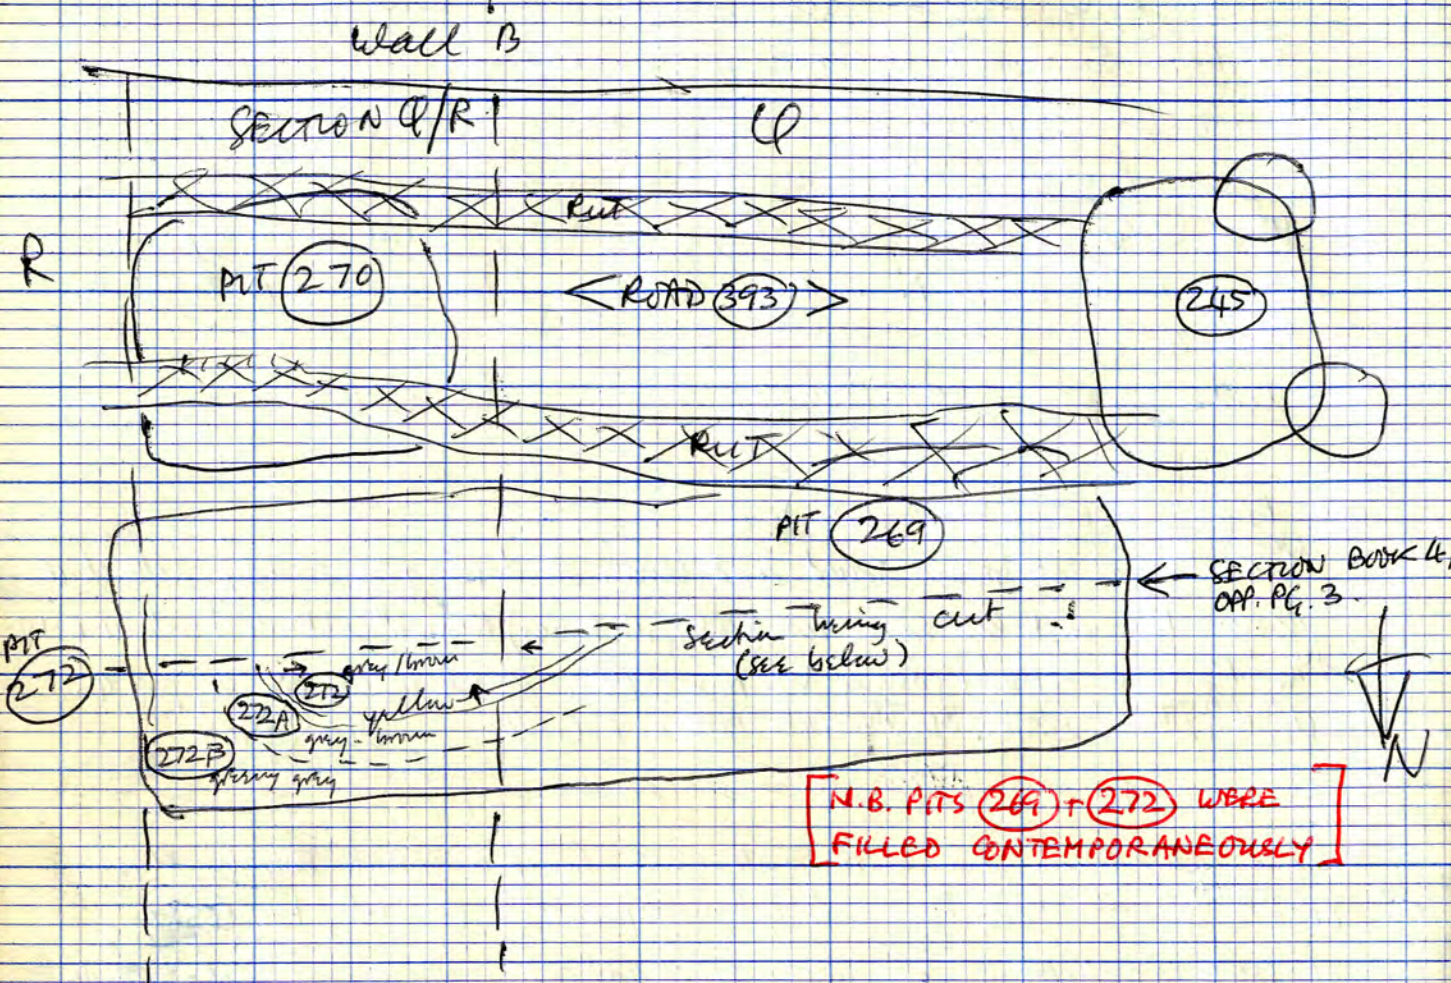 Wall B
SECTION Q/R
Q
RUT
R
PIT 270
<ROAD 393>
245
RUT
PIT 269
SECTION BOOK 4,
OPP. PG. 3.
Section being cut
(see below)
PIT
272
grey/brown
272
272A
yellow
grey-brown
272B
greeny grey
N
[N.B. PITS 269 + 272 WERE
FILLED CONTEMPORANEOUSLY]